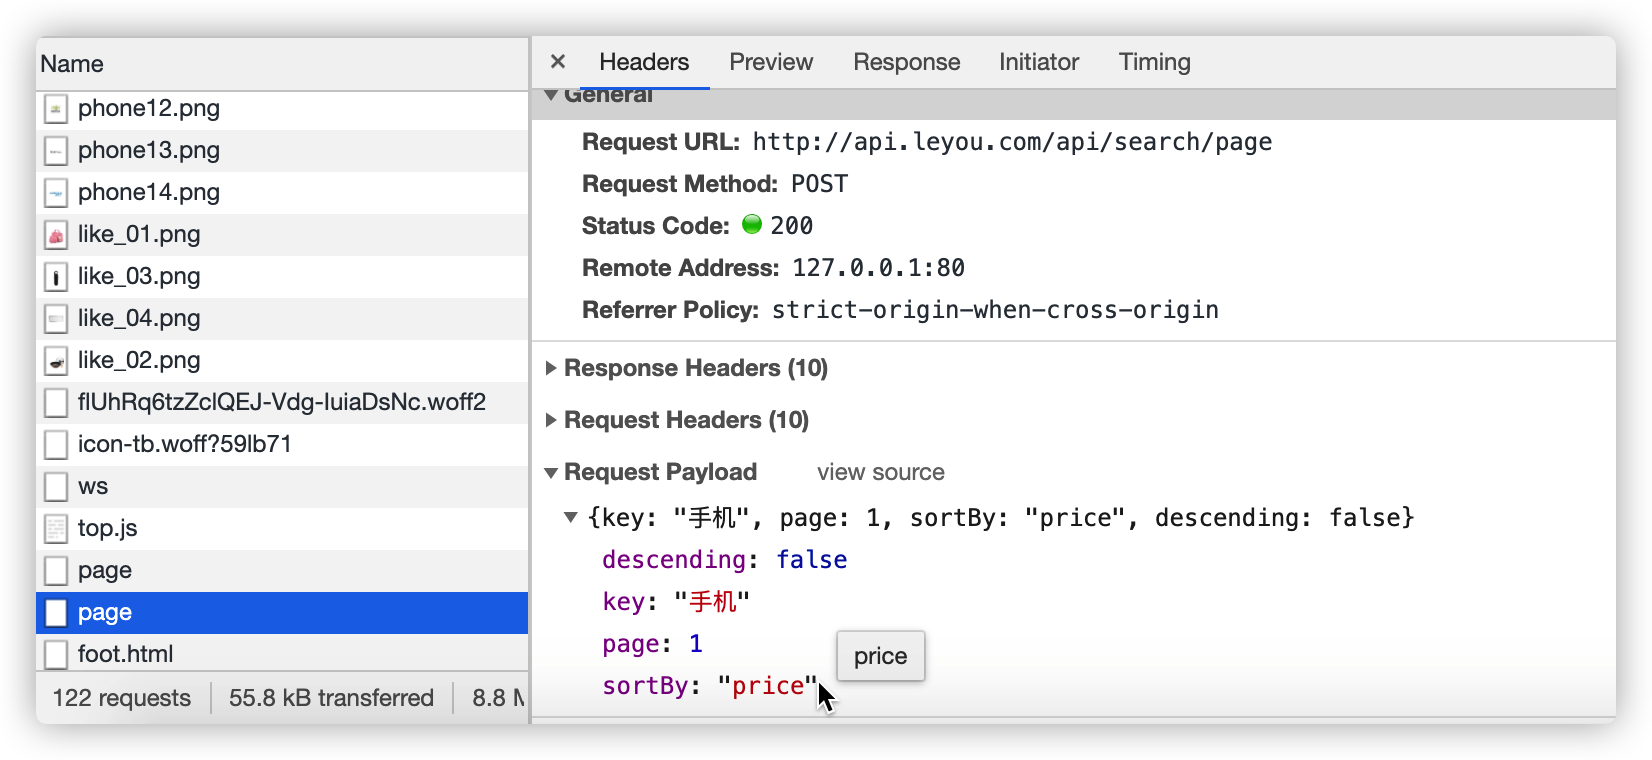 Name
phone12.png
phone13.png
phone14.png
like_01.png
like_03.png
like_04.png
like_02.png
flUhRq6tzZclQEJ-Vdg-IuiaDsNc.woff2
icon-tb.woff?59lb71
ws
top.js
page
page
foot.html
122 requests
55.8 kB transferred
8.8 M
Headers
Preview
Response
Initiator
Timing
General
Request URL: http://api.leyou.com/api/search/page
Request Method: POST
Status Code: 200
Remote Address: 127.0.0.1:80
Referrer Policy: strict-origin-when-cross-origin
Response Headers (10)
Request Headers (10)
Request Payload view source
{key: "手机", page: 1, sortBy: "price", descending: false}
descending: false
key: "手机"
page: 1
sortBy: "price"
price